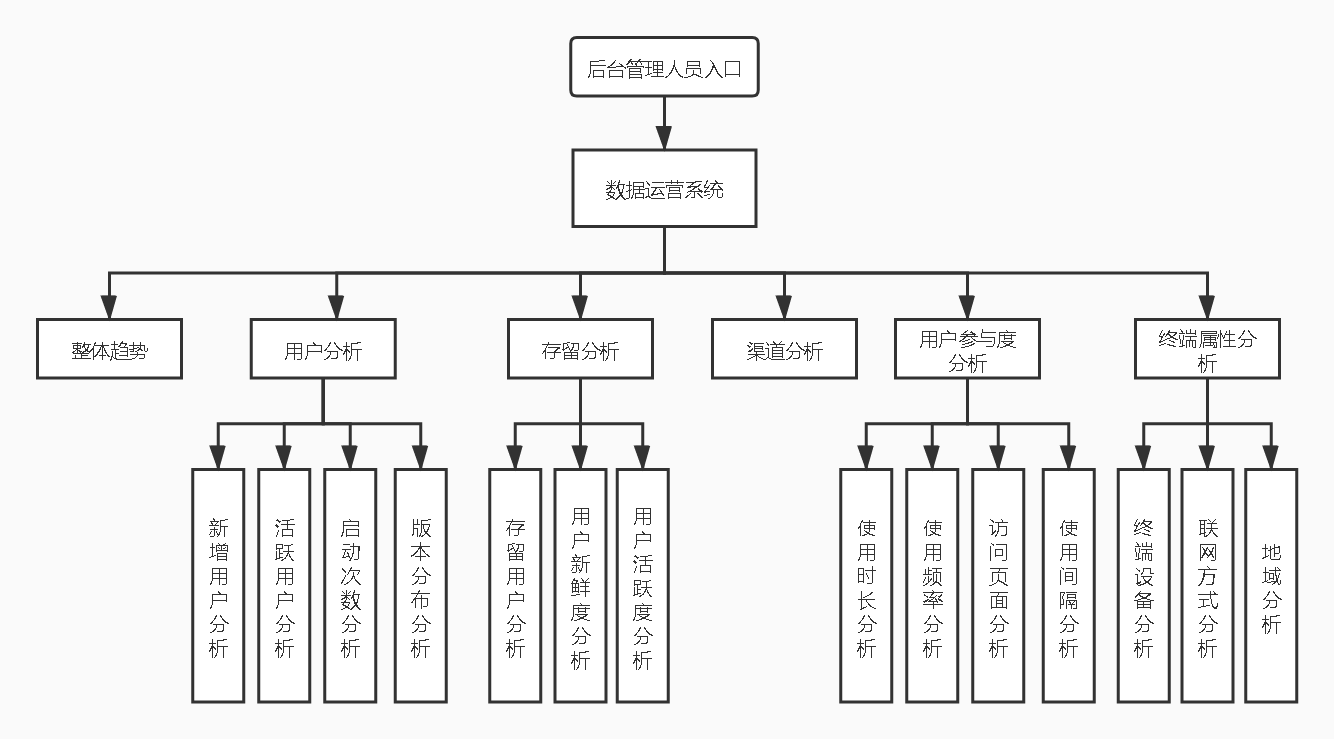 后台管理人员入口
数据运营系统
整体趋势
用户分析
存留分析
渠道分析
用户参与度
分析
终端属性分
析
新增用户分析
活跃用户分析
启动次数分析
版本分布分析
存留用户分析
用户新鲜度分析
用户活跃度分析
使用时长分析
使用频率分析
访问页面分析
使用间隔分析
终端设备分析
联网方式分析
地域分析